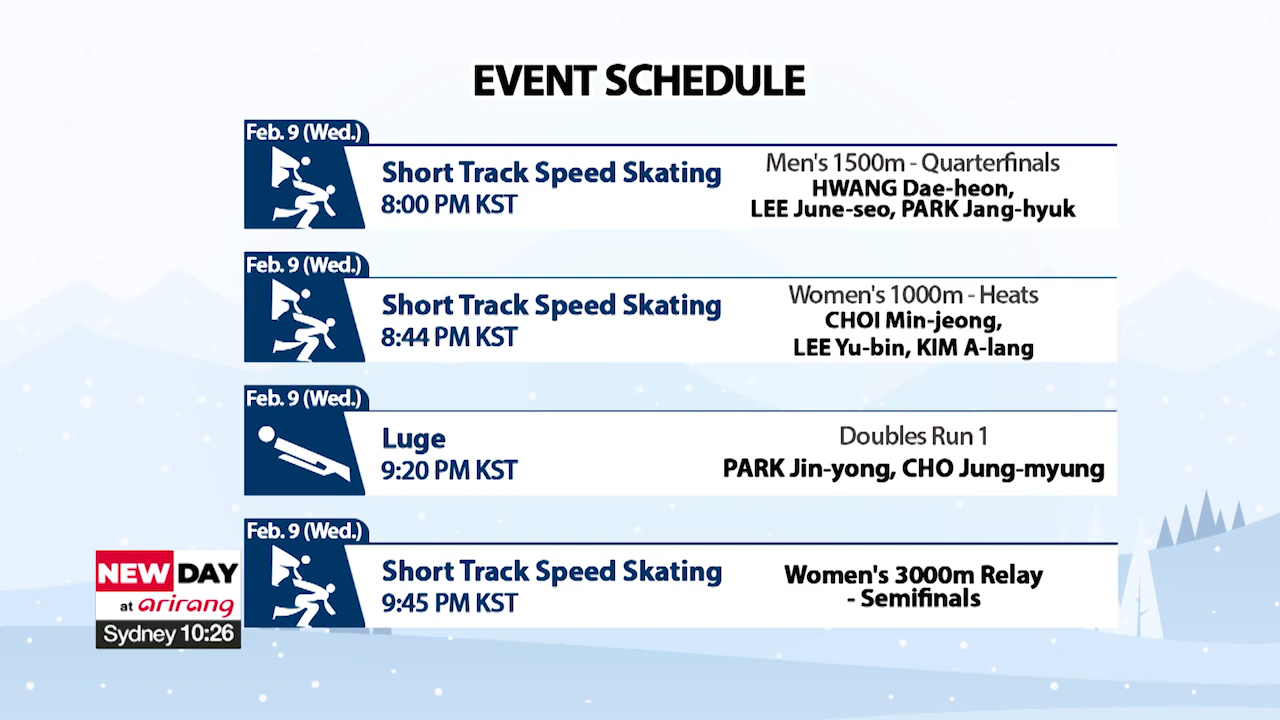 EVENT SCHEDULE
Feb. 9 (Wed.)
Short Track Speed Skating
8:00 PM KST
Men's 1500m - Quarterfinals
HWANG Dae-heon,
LEE June-seo, PARK Jang-hyuk
Feb. 9 (Wed.)
Short Track Speed Skating
8:44 PM KST
Women's 1000m - Heats
CHOI Min-jeong,
LEE Yu-bin, KIM A-lang
Feb. 9 (Wed.)
Luge
9:20 PM KST
Doubles Run 1
PARK Jin-yong, CHO Jung-myung
Feb. 9 (Wed.)
Short Track Speed Skating
9:45 PM KST
Women's 3000m Relay
- Semifinals
NEW DAY
at arirang
Sydney 10:26